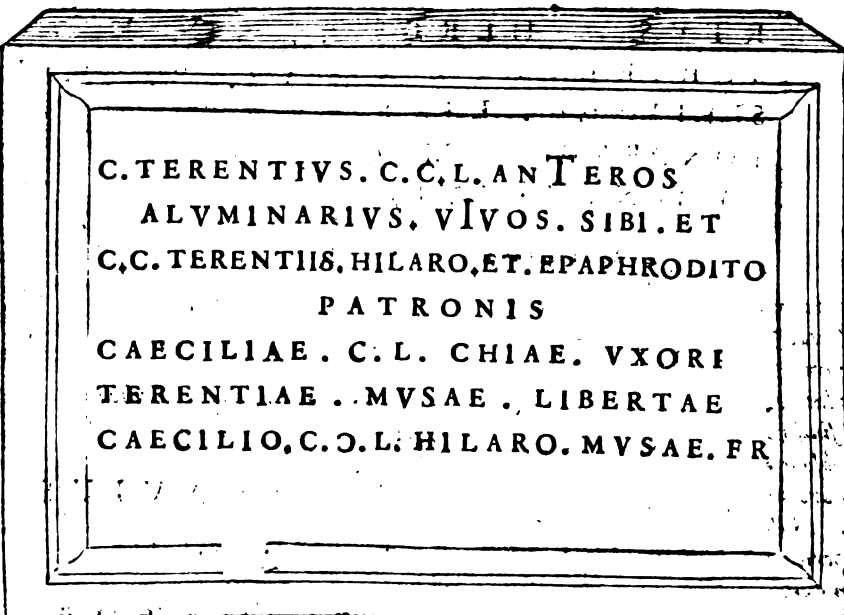 C.TERENTIVS.C.C.L.ANTEROS
ALVMINARIVS.VIVOS.SIBI.ET
C.C.TERENTIIS.HILARO.ET.EPAPHRODITO
PATRONIS
CAECILIAE.C.L.CHIAE.VXORI
TERENTIAE.MVSAE.LIBERTAE
CAECILIO.C.Ɔ.L.HILARO.MVSAE.FR